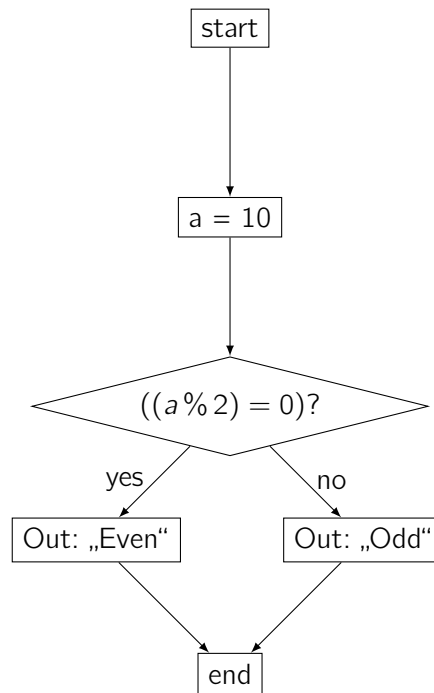 start
a = 10
((a % 2) = 0)?
yes
no
Out: „Even“
Out: „Odd“
end